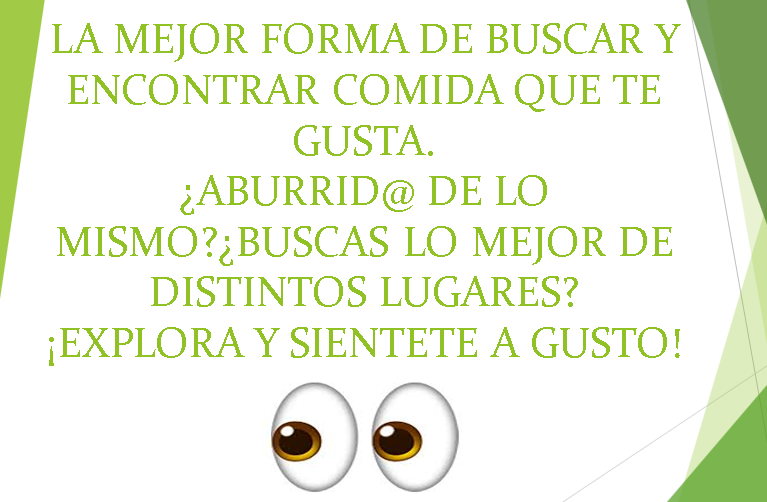 LA MEJOR FORMA DE BUSCAR Y
ENCONTRAR COMIDA QUE TE
GUSTA.
¿ABURRID@ DE LO
MISMO?¿BUSCAS LO MEJOR DE
DISTINTOS LUGARES?
¡EXPLORA Y SIENTETE A GUSTO!